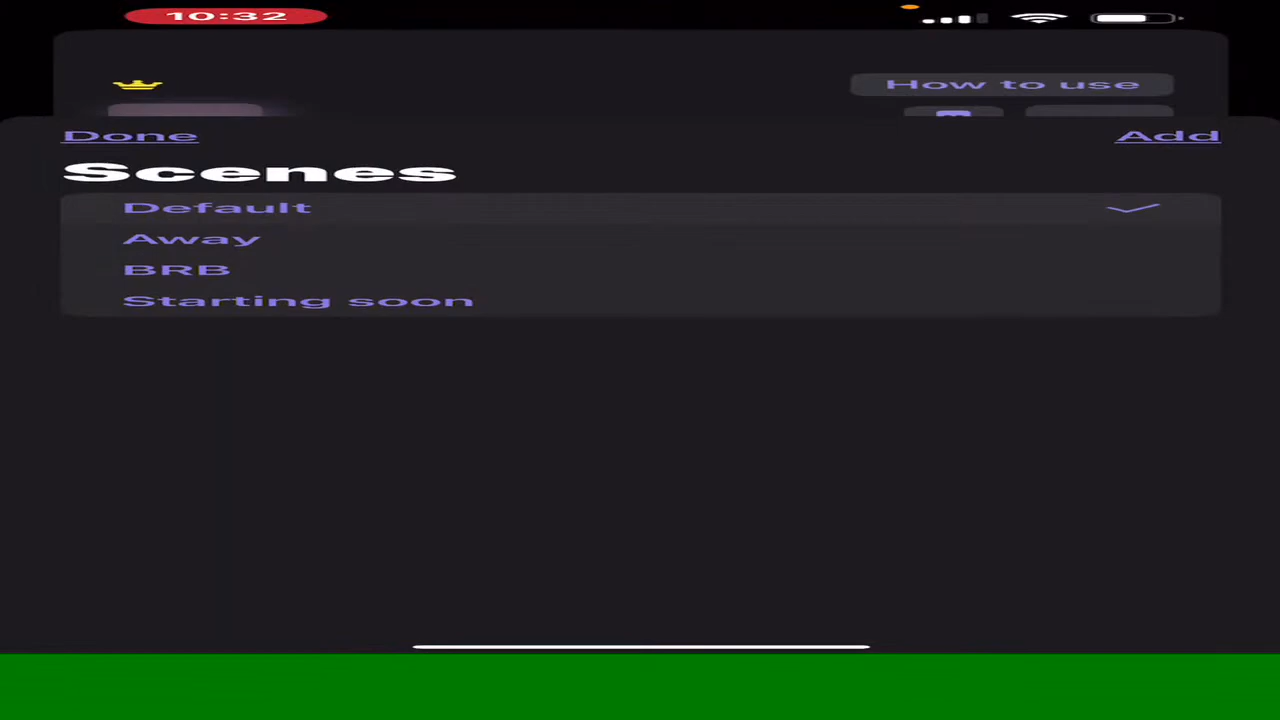 10:32
How to use
Done
Add
Scenes
Default
Away
BRB
Starting soon